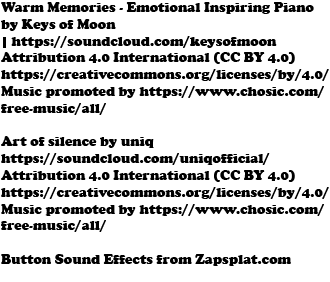 Warm Memories - Emotional Inspiring Piano
by Keys of Moon
| https://soundcloud.com/keysofmoon
Attribution 4.0 International (CC BY 4.0)
https://creativecommons.org/licenses/by/4.0/
Music promoted by https://www.chosic.com/
free-music/all/

Art of silence by uniq
https://soundcloud.com/uniqofficial/
Attribution 4.0 International (CC BY 4.0)
https://creativecommons.org/licenses/by/4.0/
Music promoted by https://www.chosic.com/
free-music/all/

Button Sound Effects from Zapsplat.com